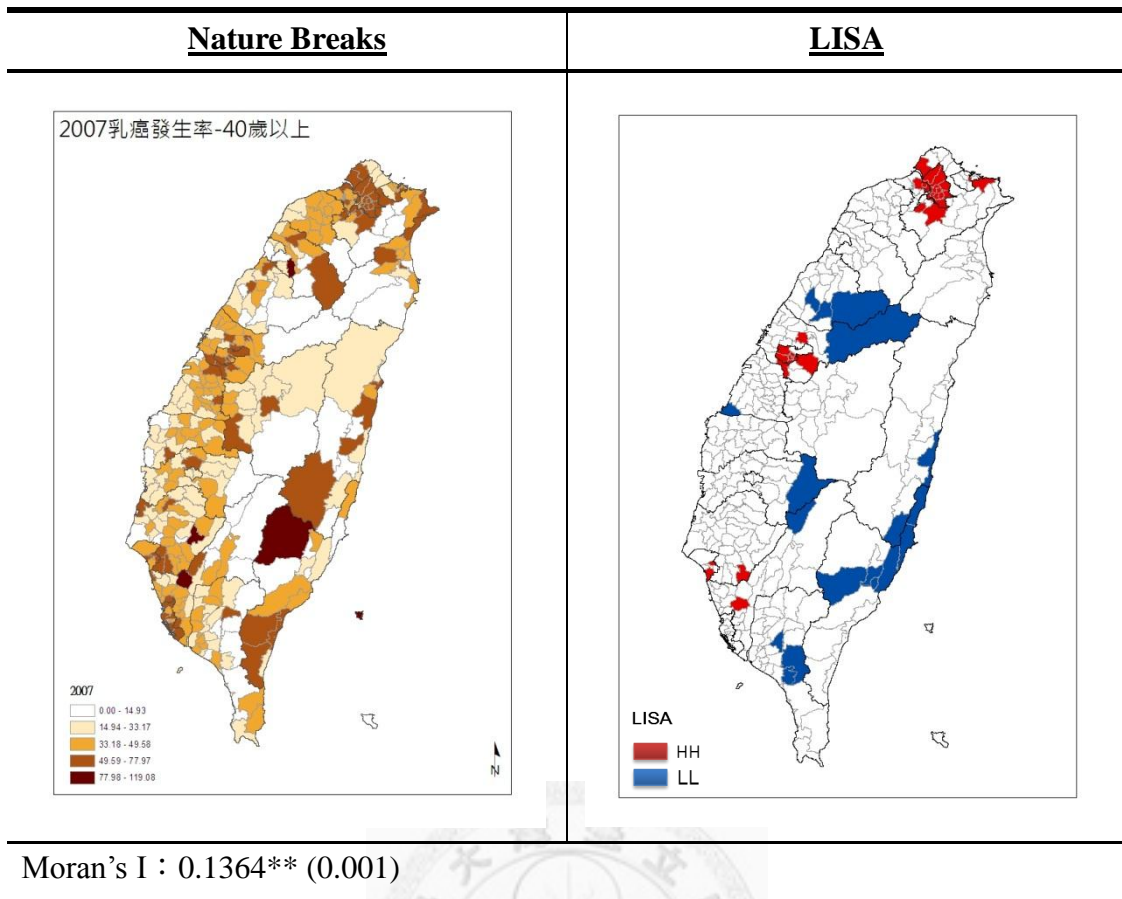 Nature Breaks
LISA
2007乳癌發生率-40歲以上
2007
0.00 - 14.93
14.94 - 33.17
33.18 - 49.58
49.59 - 77.97
77.98 - 119.08
N
LISA
HH
LL
Moran's I：0.1364** (0.001)